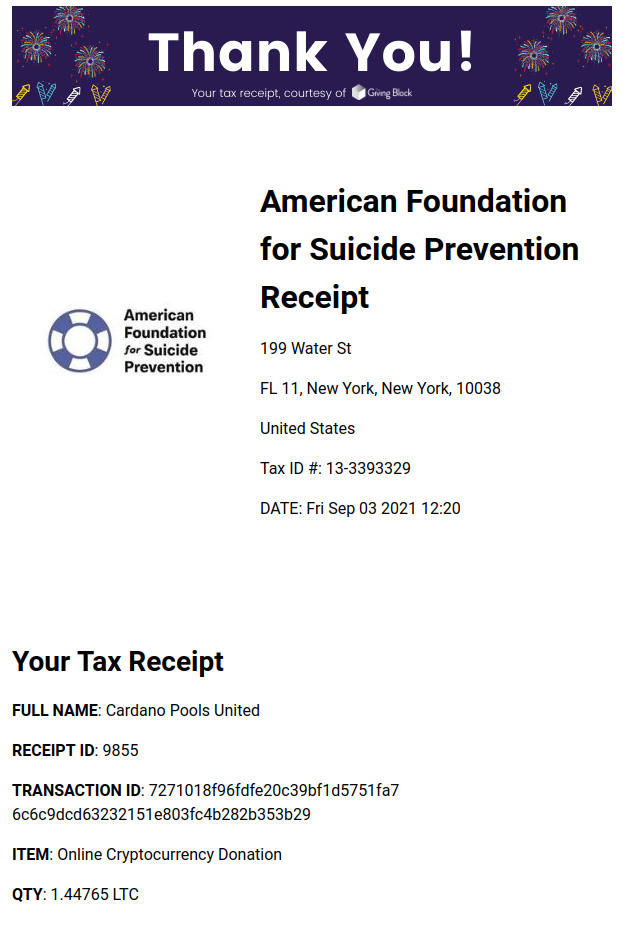 Thank You!
Your tax receipt, courtesy of Giving Block
American Foundation
for Suicide Prevention
Receipt
American
Foundation
for Suicide
Prevention
199 Water St
FL 11, New York, New York, 10038
United States
Tax ID #: 13-3393329
DATE: Fri Sep 03 2021 12:20
Your Tax Receipt
FULL NAME: Cardano Pools United
RECEIPT ID: 9855
TRANSACTION ID: 7271018f96fdfe20c39bf1d5751fa7
6c6c9dcd63232151e803fc4b282b353b29
ITEM: Online Cryptocurrency Donation
QTY: 1.44765 LTC